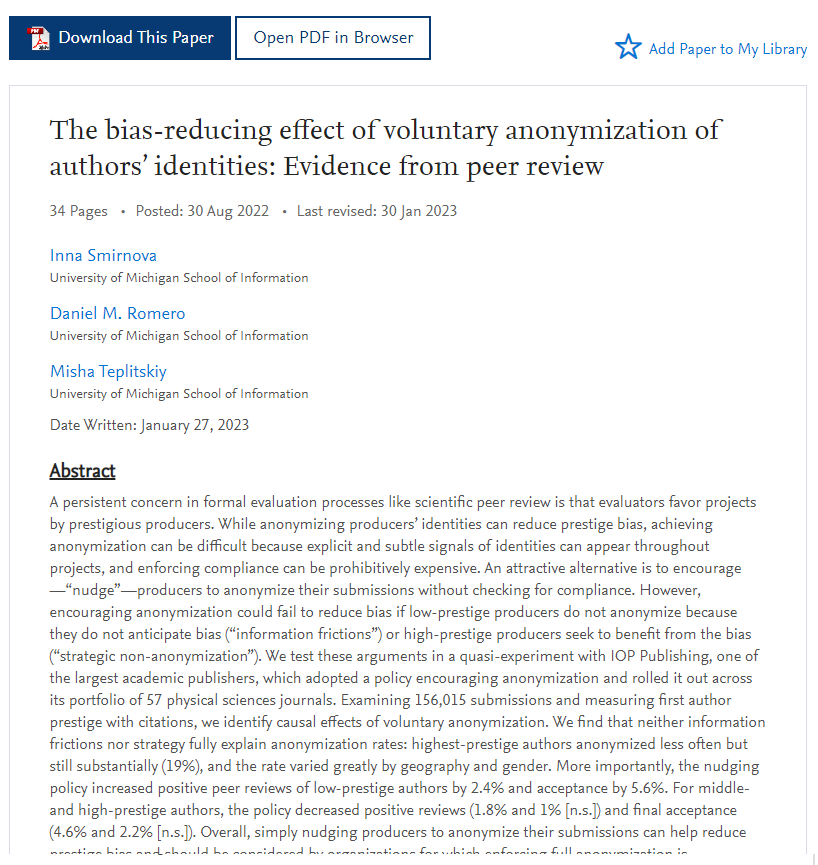 Download This Paper
Open PDF in Browser
Add Paper to My Library
The bias-reducing effect of voluntary anonymization of
authors’ identities: Evidence from peer review
34 Pages • Posted: 30 Aug 2022 • Last revised: 30 Jan 2023
Inna Smirnova
University of Michigan School of Information
Daniel M. Romero
University of Michigan School of Information
Misha Teplitskiy
University of Michigan School of Information
Date Written: January 27, 2023
Abstract
A persistent concern in formal evaluation processes like scientific peer review is that evaluators favor projects
by prestigious producers. While anonymizing producers’ identities can reduce prestige bias, achieving
anonymization can be difficult because explicit and subtle signals of identities can appear throughout
projects, and enforcing compliance can be prohibitively expensive. An attractive alternative is to encourage
—“nudge”—producers to anonymize their submissions without checking for compliance. However,
encouraging anonymization could fail to reduce bias if low-prestige producers do not anonymize because
they do not anticipate bias (“information frictions”) or high-prestige producers seek to benefit from the bias
(“strategic non-anonymization”). We test these arguments in a quasi-experiment with IOP Publishing, one of
the largest academic publishers, which adopted a policy encouraging anonymization and rolled it out across
its portfolio of 57 physical sciences journals. Examining 156,015 submissions and measuring first author
prestige with citations, we identify causal effects of voluntary anonymization. We find that neither information
frictions nor strategy fully explain anonymization rates: highest-prestige authors anonymized less often but
still substantially (19%), and the rate varied greatly by geography and gender. More importantly, the nudging
policy increased positive peer reviews of low-prestige authors by 2.4% and acceptance by 5.6%. For middle-
and high-prestige authors, the policy decreased positive reviews (1.8% and 1% [n.s.]) and final acceptance
(4.6% and 2.2% [n.s.]). Overall, simply nudging producers to anonymize their submissions can help reduce
prestige bias and should be considered by organizations for which enforcing full anonymization is